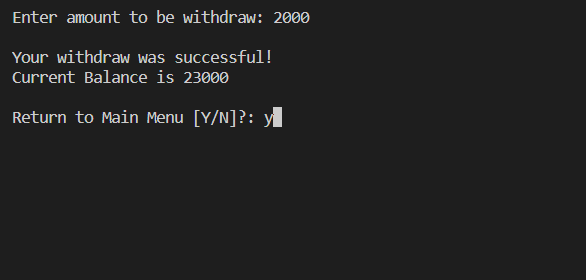 Enter amount to be withdraw: 2000
Your withdraw was successful!
Current Balance is 23000
Return to Main Menu [Y/N]?: y